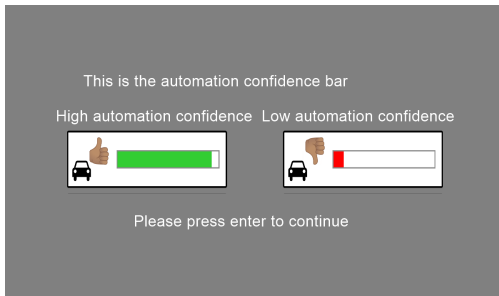 This is the automation confidence bar
High automation confidence Low automation confidence
Please press enter to continue